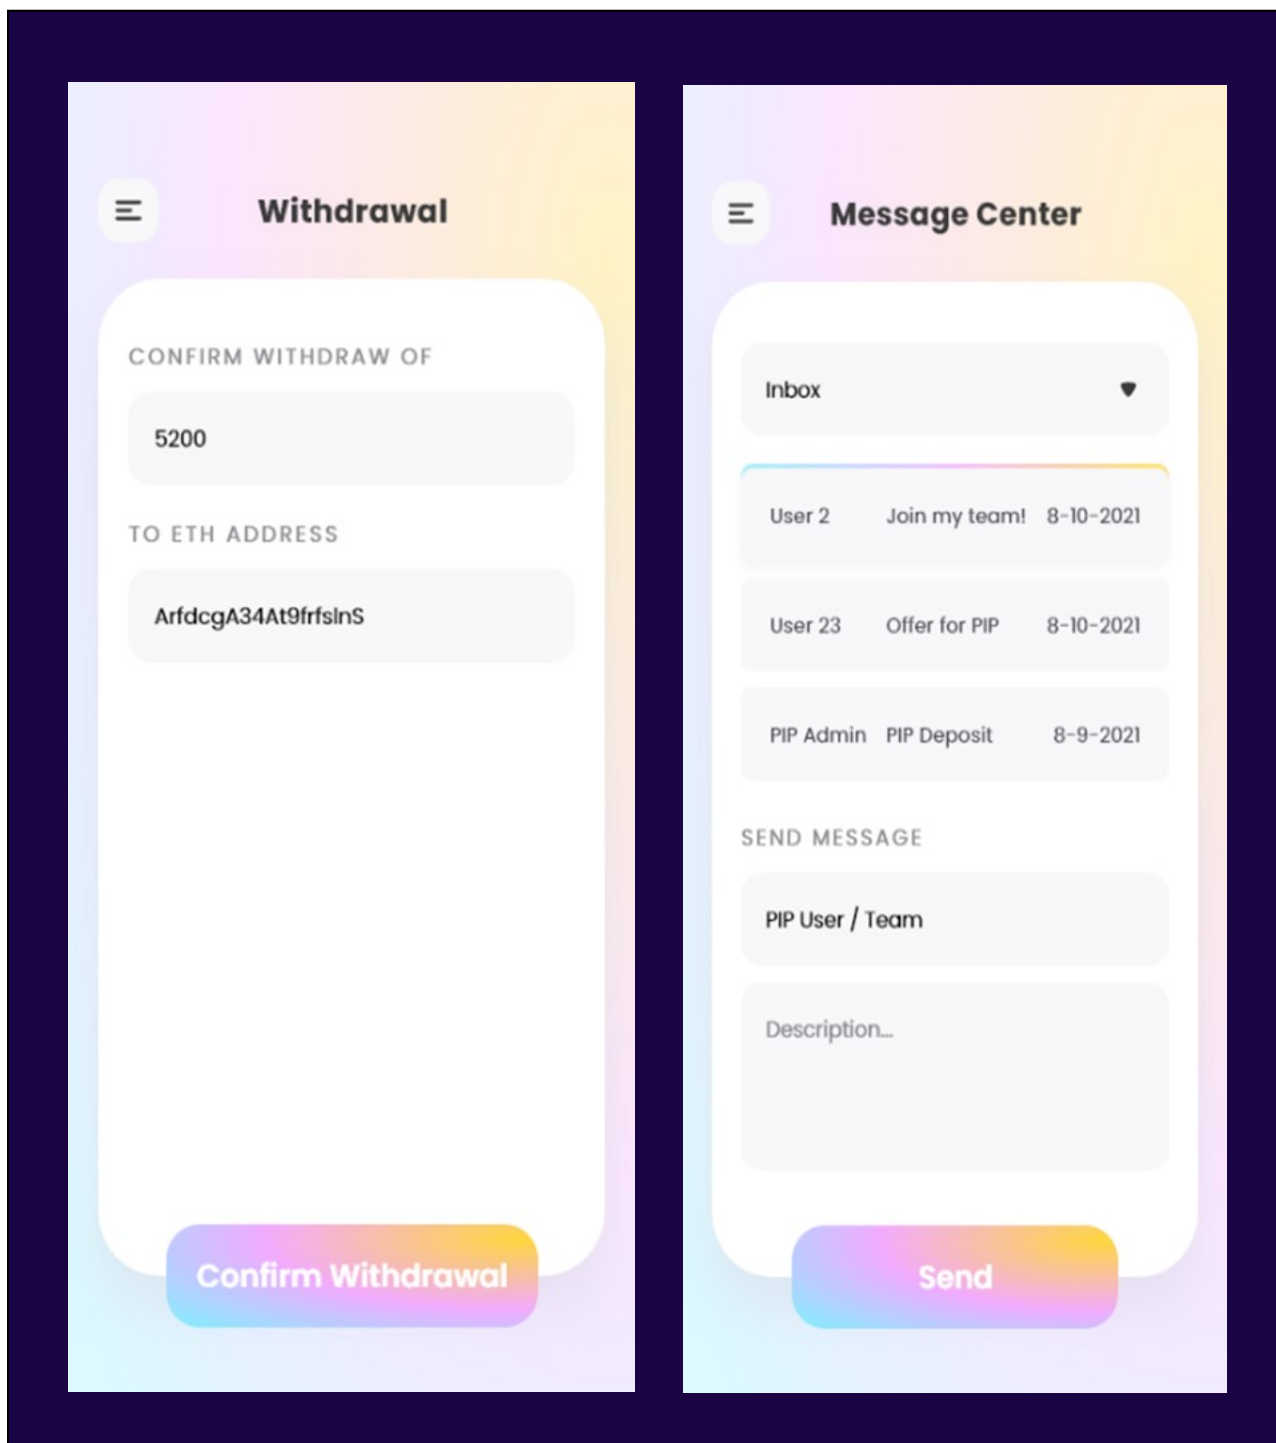 Withdrawal
CONFIRM WITHDRAW OF
5200
TO ETH ADDRESS
ArfdcgA34At9frfslnS
Confirm Withdrawal
Message Center
Inbox
User 2 Join my team! 8-10-2021
User 23 Offer for PIP 8-10-2021
PIP Admin PIP Deposit 8-9-2021
SEND MESSAGE
PIP User / Team
Description...
Send